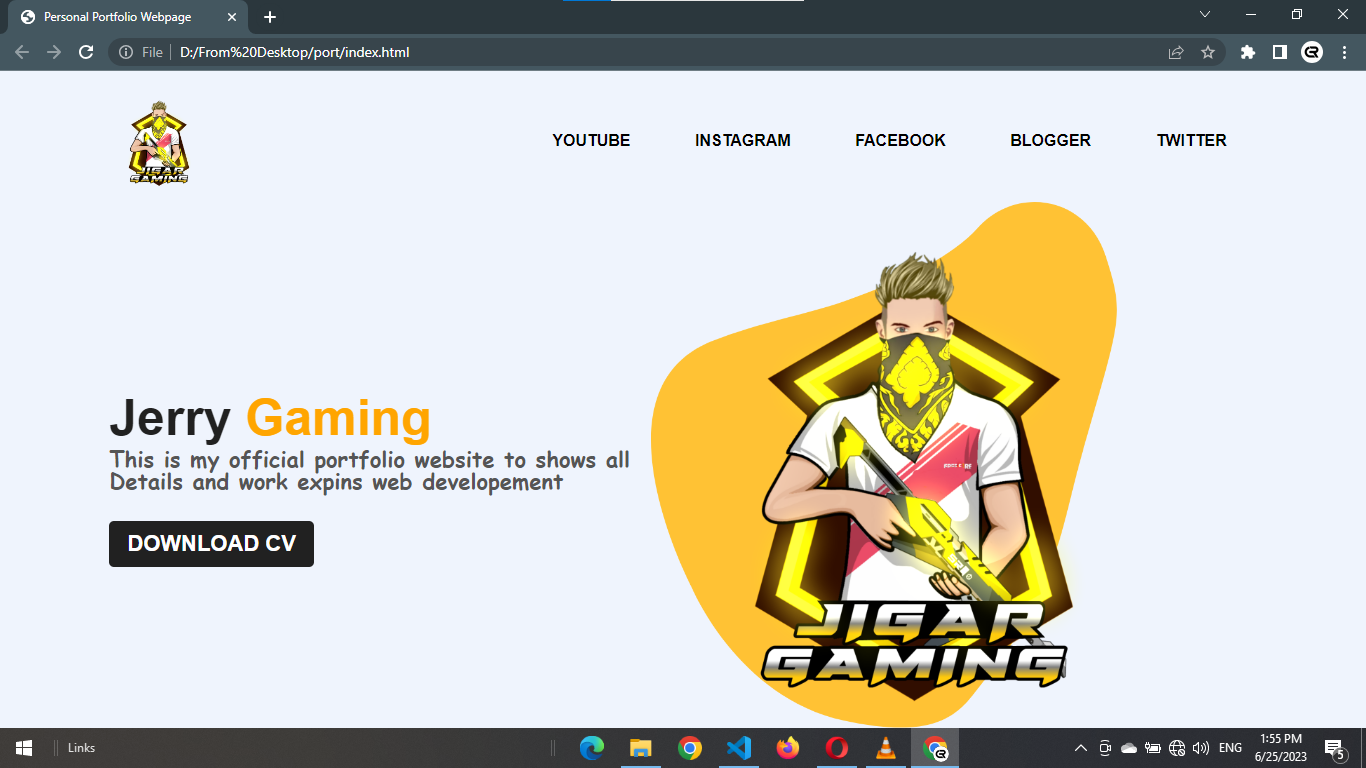 Personal Portfolio Webpage
File
D:/From%20Desktop/port/index.html
JIGAR
GAMING
YOUTUBE
INSTAGRAM
FACEBOOK
BLOGGER
TWITTER
Jerry Gaming
This is my official portfolio website to shows all
Details and work expins web developement
DOWNLOAD CV
JIGAR
GAMING
Links
ENG
1:55 PM
6/25/2023
5